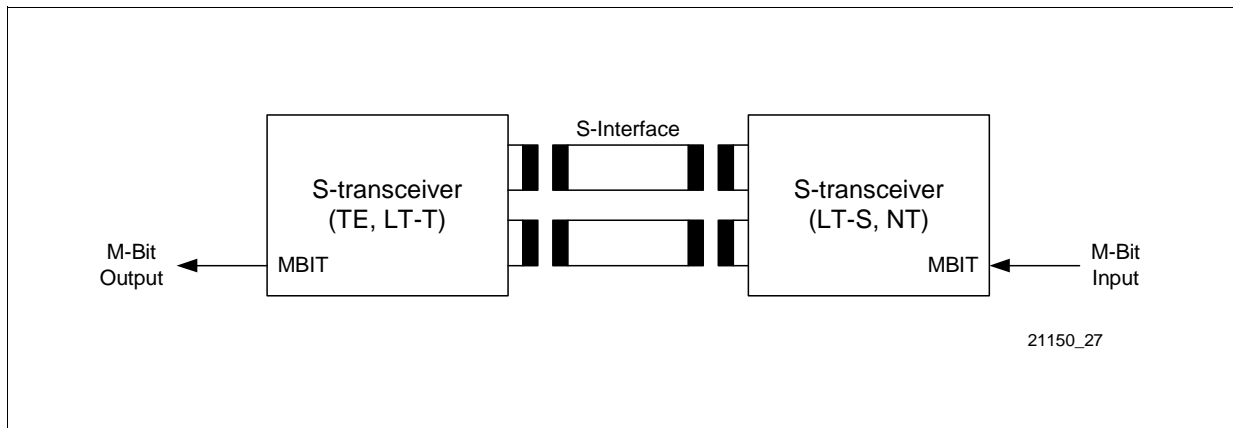 S-Interface
S-transceiver
(TE, LT-T)
S-transceiver
(LT-S, NT)
M-Bit
Output
MBIT
MBIT
M-Bit
Input
21150_27